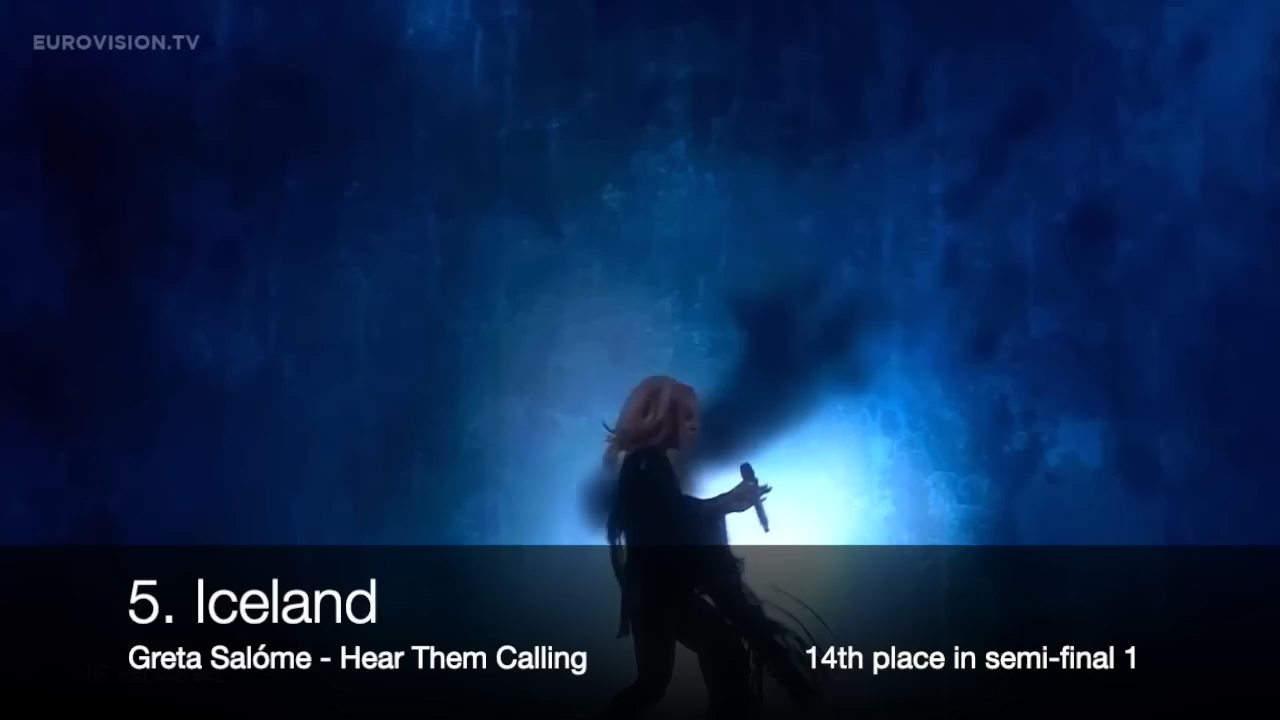 EUROVISION.TV
5. Iceland
Greta Salóme - Hear Them Calling
14th place in semi-final 1